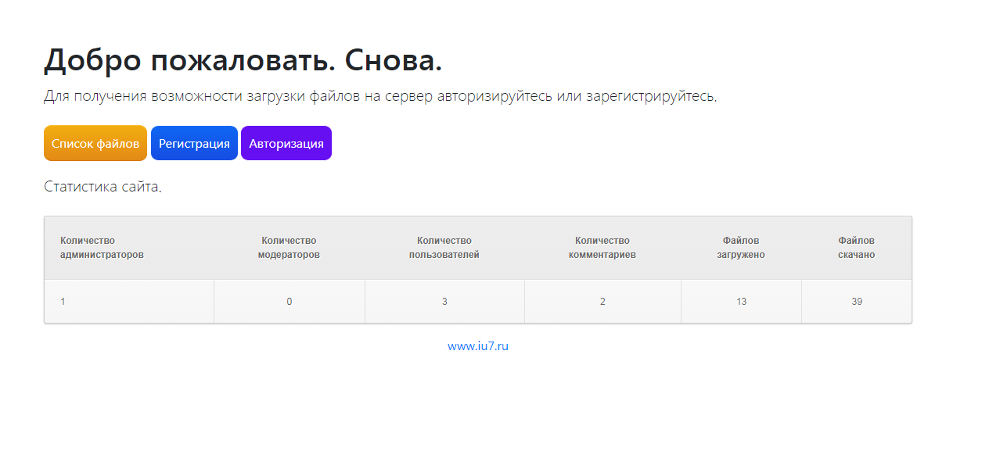 Добро пожаловать. Снова.
Для получения возможности загрузки файлов на сервер авторизируйтесь или зарегистрируйтесь.
Список файлов Регистрация Авторизация
Статистика сайта.
Количество администраторов Количество модераторов Количество пользователей Количество комментариев Файлов загружено Файлов скачано
1 0 3 2 13 39
www.iu7.ru